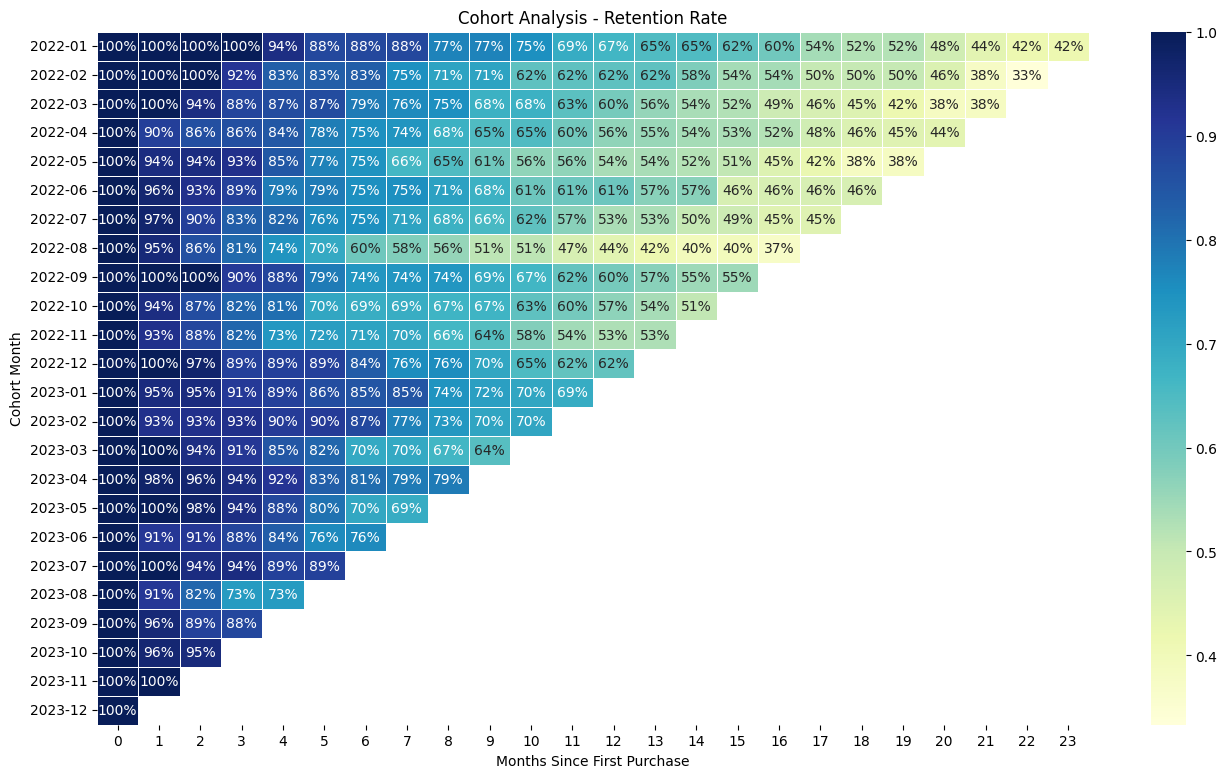 Cohort Analysis - Retention Rate
2022-01 100% 100% 100% 100% 94% 88% 88% 88% 77% 77% 75% 69% 67% 65% 65% 62% 60% 54% 52% 52% 48% 44% 42% 42%
2022-02 100% 100% 100% 92% 83% 83% 83% 75% 71% 71% 62% 62% 62% 62% 58% 54% 54% 50% 50% 50% 46% 38% 33%
2022-03 100% 100% 94% 88% 87% 87% 79% 76% 75% 68% 68% 63% 60% 56% 54% 52% 49% 46% 45% 42% 38% 38%
2022-04 100% 90% 86% 86% 84% 78% 75% 74% 68% 65% 65% 60% 56% 55% 54% 53% 52% 48% 46% 45% 44%
2022-05 100% 94% 94% 93% 85% 77% 75% 66% 65% 61% 56% 56% 54% 54% 52% 51% 45% 42% 38% 38%
2022-06 100% 96% 93% 89% 79% 79% 75% 75% 71% 68% 61% 61% 61% 57% 57% 46% 46% 46% 46%
2022-07 100% 97% 90% 83% 82% 76% 75% 71% 68% 66% 62% 57% 53% 53% 50% 49% 45% 45%
2022-08 100% 95% 86% 81% 74% 70% 60% 58% 56% 51% 51% 47% 44% 42% 40% 40% 37%
2022-09 100% 100% 100% 90% 88% 79% 74% 74% 74% 69% 67% 62% 60% 57% 55% 55%
2022-10 100% 94% 87% 82% 81% 70% 69% 69% 67% 67% 63% 60% 57% 54% 51%
2022-11 100% 93% 88% 82% 73% 72% 71% 70% 66% 64% 58% 54% 53% 53%
2022-12 100% 100% 97% 89% 89% 89% 84% 76% 76% 70% 65% 62% 62%
2023-01 100% 95% 95% 91% 89% 86% 85% 85% 74% 72% 70% 69%
2023-02 100% 93% 93% 93% 90% 90% 87% 77% 73% 70% 70%
2023-03 100% 100% 94% 91% 85% 82% 70% 70% 67% 64%
2023-04 100% 98% 96% 94% 92% 83% 81% 79% 79%
2023-05 100% 100% 98% 94% 88% 80% 70% 69%
2023-06 100% 91% 91% 88% 84% 76% 76%
2023-07 100% 100% 94% 94% 89% 89%
2023-08 100% 91% 82% 73% 73%
2023-09 100% 96% 89% 88%
2023-10 100% 96% 95%
2023-11 100% 100%
2023-12 100%
0 1 2 3 4 5 6 7 8 9 10 11 12 13 14 15 16 17 18 19 20 21 22 23
Months Since First Purchase
Cohort Month
1.0
0.9
0.8
0.7
0.6
0.5
0.4